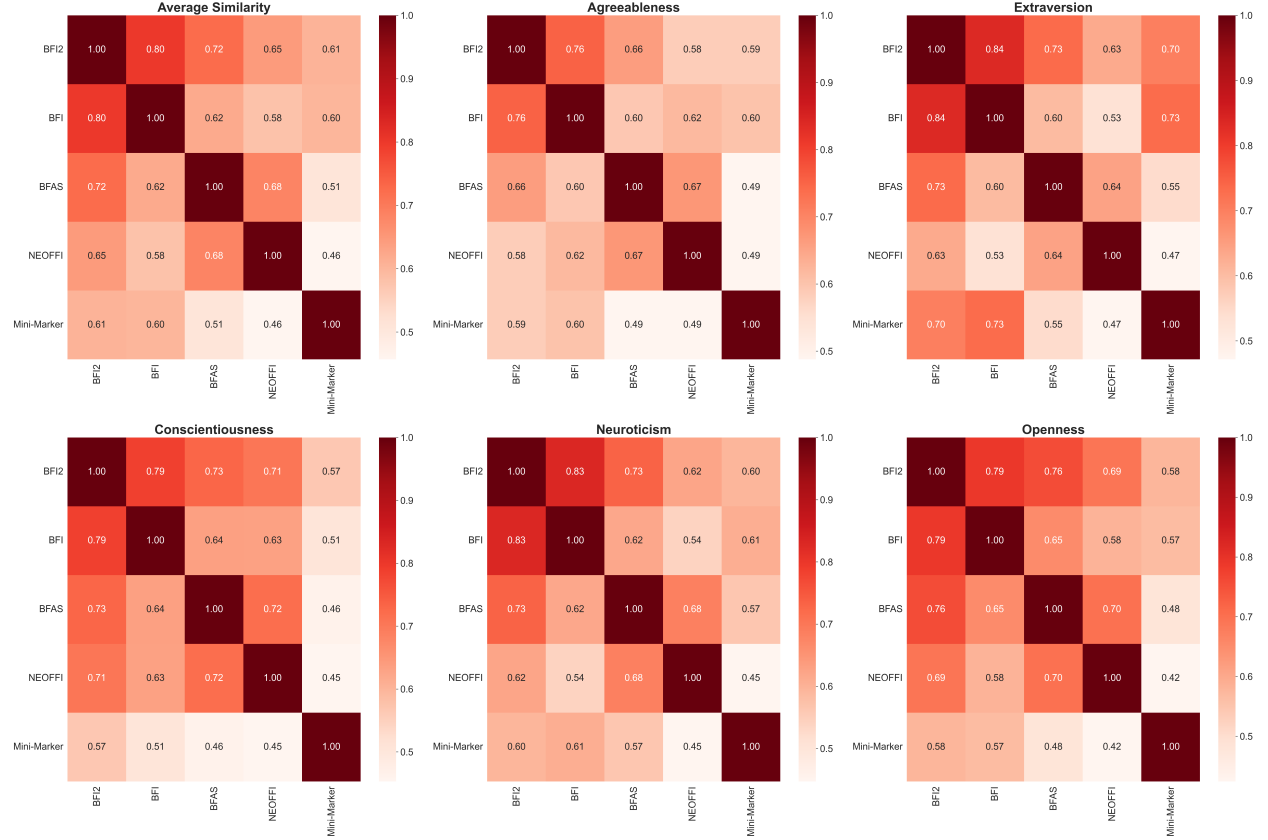 Average Similarity
BFI2 1.00 0.80 0.72 0.65 0.61
BFI 0.80 1.00 0.62 0.58 0.60
BFAS 0.72 0.62 1.00 0.68 0.51
NEOFFI 0.65 0.58 0.68 1.00 0.46
Mini-Marker 0.61 0.60 0.51 0.46 1.00
BFI2 BFI BFAS NEOFFI Mini-Marker
1.0
0.9
0.8
0.7
0.6
0.5
Agreeableness
BFI2 1.00 0.76 0.66 0.58 0.59
BFI 0.76 1.00 0.60 0.62 0.60
BFAS 0.66 0.60 1.00 0.67 0.49
NEOFFI 0.58 0.62 0.67 1.00 0.49
Mini-Marker 0.59 0.60 0.49 0.49 1.00
BFI2 BFI BFAS NEOFFI Mini-Marker
1.0
0.9
0.8
0.7
0.6
0.5
Extraversion
BFI2 1.00 0.84 0.73 0.63 0.70
BFI 0.84 1.00 0.60 0.53 0.73
BFAS 0.73 0.60 1.00 0.64 0.55
NEOFFI 0.63 0.53 0.64 1.00 0.47
Mini-Marker 0.70 0.73 0.55 0.47 1.00
BFI2 BFI BFAS NEOFFI Mini-Marker
1.0
0.9
0.8
0.7
0.6
0.5
Conscientiousness
BFI2 1.00 0.79 0.73 0.71 0.57
BFI 0.79 1.00 0.64 0.63 0.51
BFAS 0.73 0.64 1.00 0.72 0.46
NEOFFI 0.71 0.63 0.72 1.00 0.45
Mini-Marker 0.57 0.51 0.46 0.45 1.00
BFI2 BFI BFAS NEOFFI Mini-Marker
1.0
0.9
0.8
0.7
0.6
0.5
Neuroticism
BFI2 1.00 0.83 0.73 0.62 0.60
BFI 0.83 1.00 0.62 0.54 0.61
BFAS 0.73 0.62 1.00 0.68 0.57
NEOFFI 0.62 0.54 0.68 1.00 0.45
Mini-Marker 0.60 0.61 0.57 0.45 1.00
BFI2 BFI BFAS NEOFFI Mini-Marker
1.0
0.9
0.8
0.7
0.6
0.5
Openness
BFI2 1.00 0.79 0.76 0.69 0.58
BFI 0.79 1.00 0.65 0.58 0.57
BFAS 0.76 0.65 1.00 0.70 0.48
NEOFFI 0.69 0.58 0.70 1.00 0.42
Mini-Marker 0.58 0.57 0.48 0.42 1.00
BFI2 BFI BFAS NEOFFI Mini-Marker
1.0
0.9
0.8
0.7
0.6
0.5